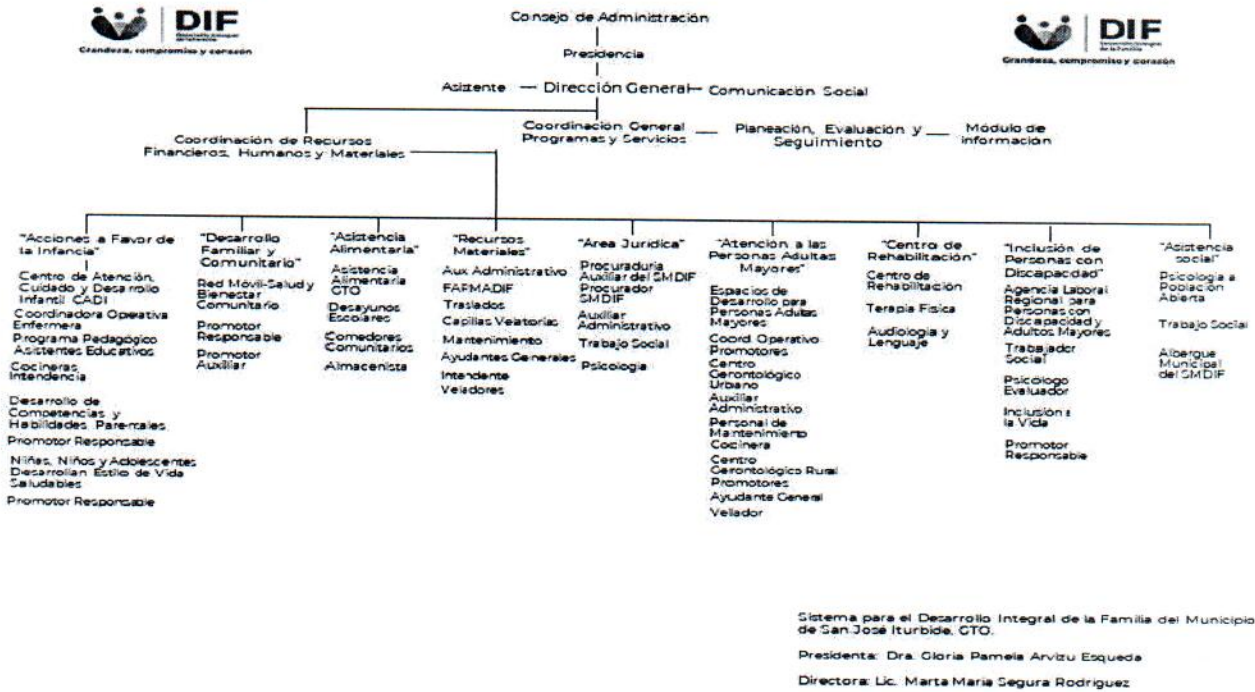 DIF
Grandeza, compromiso y corazón
DIF
Grandeza, compromiso y corazón
Consejo de Administración
Presidencia
Asistente
Dirección General
Comunicación Social
Coordinación de Recursos
Financieros, Humanos y Materiales
Coordinación General
Programas y Servicios
Planeación, Evaluación y
Seguimiento
Módulo de
información
"Acciones a Favor de
la Infancia"
Centro de Atención,
Cuidado y Desarrollo
Infantil CADI
Coordinadora Operativa
Enfermera
Programa Pedagógico
Asistentes Educativos
Cocineras
Intendencia
Desarrollo de
Competencias y
Habilidades Parentales
Promotor Responsable
Niñas, Niños y Adolescentes
Desarrollan Estilo de Vida
Saludables
Promotor Responsable
"Desarrollo
Familiar y
Comunitario"
Red Móvil-Salud y
Bienestar
Comunitario
Promotor
Responsable
Promotor
Auxiliar
"Asistencia
Alimentaria"
Asistencia
Alimentaria
GTO
Desayunos
Escolares
Comedores
Comunitarios
Almacenista
"Recursos
Materiales"
Aux Administrativo
FAFMADIF
Traslados
Capillas Velatorias
Mantenimiento
Ayudantes Generales
Intendente
Veladores
"Area Jurídica"
Procuraduría
Auxiliar del SMDIF
Procurador
SMDIF
Auxiliar
Administrativo
Trabajo Social
Psicología
"Atención a las
Personas Adultas
Mayores"
Espacios de
Desarrollo para
Personas Adultas
Mayores
Coord. Operativo
Promotores
Centro
Gerontológico
Urbano
Auxiliar
Administrativo
Personal de
Mantenimiento
Cocinera
Centro
Gerontológico Rural
Promotores
Ayudante General
Velador
"Centro de
Rehabilitación"
Centro de
Rehabilitación
Terapia Física
Audiología y
Lenguaje
"Inclusión de
Personas con
Discapacidad"
Agencia Laboral
Regional para
Personas con
Discapacidad y
Adultos Mayores
Trabajador
Social
Psicólogo
Evaluador
Inclusión a
la Vida
Promotor
Responsable
"Asistencia
social"
Psicología a
Población
Abierta
Trabajo Social
Albergue
Municipal
del SMDIF
Sistema para el Desarrollo Integral de la Familia del Municipio
de San José Iturbide, GTO.
Presidenta: Dra. Gloria Pamela Arvizu Esqueda
Directora: Lic. Marta María Segura Rodríguez